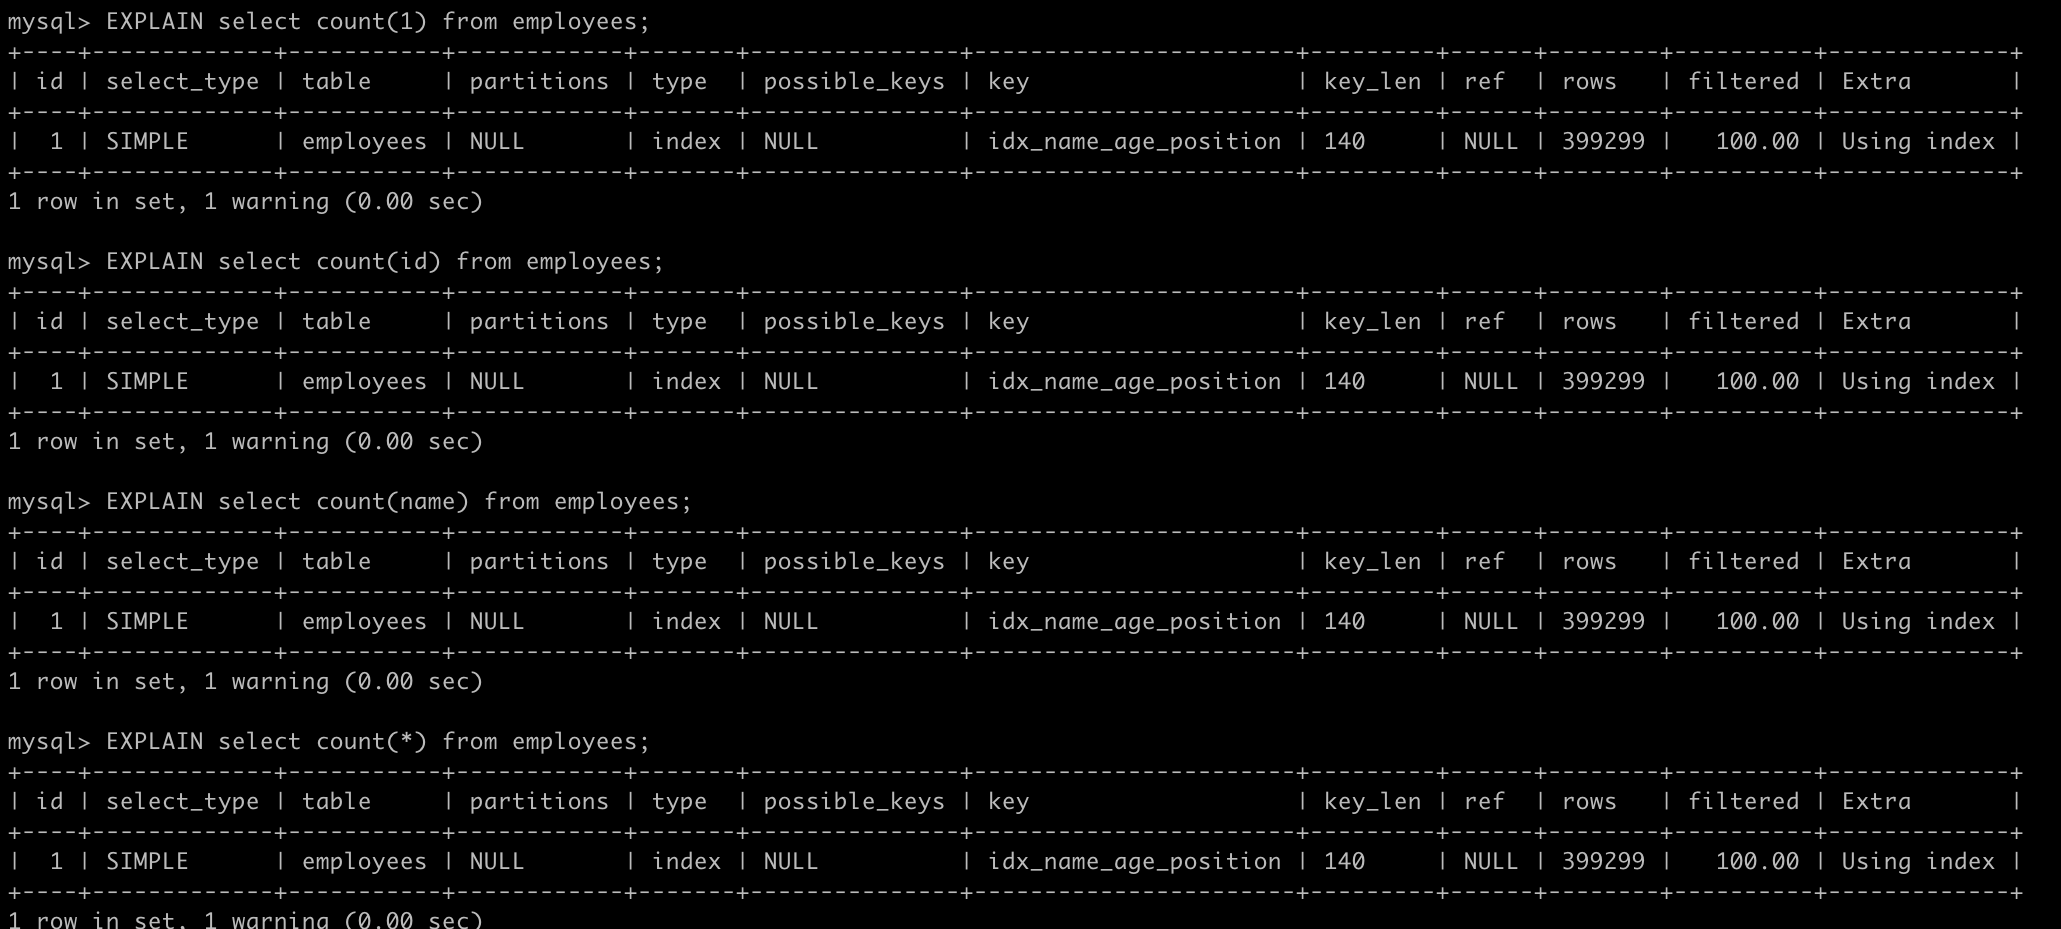 mysql> EXPLAIN select count(1) from employees;
+----+-------------+-----------+------------+-------+---------------+-----------------------+---------+------+--------+----------+-------------+
| id | select_type | table     | partitions | type  | possible_keys | key                   | key_len | ref  | rows   | filtered | Extra       |
+----+-------------+-----------+------------+-------+---------------+-----------------------+---------+------+--------+----------+-------------+
|  1 | SIMPLE      | employees | NULL       | index | NULL          | idx_name_age_position | 140     | NULL | 399299 |   100.00 | Using index |
+----+-------------+-----------+------------+-------+---------------+-----------------------+---------+------+--------+----------+-------------+
1 row in set, 1 warning (0.00 sec)

mysql> EXPLAIN select count(id) from employees;
+----+-------------+-----------+------------+-------+---------------+-----------------------+---------+------+--------+----------+-------------+
| id | select_type | table     | partitions | type  | possible_keys | key                   | key_len | ref  | rows   | filtered | Extra       |
+----+-------------+-----------+------------+-------+---------------+-----------------------+---------+------+--------+----------+-------------+
|  1 | SIMPLE      | employees | NULL       | index | NULL          | idx_name_age_position | 140     | NULL | 399299 |   100.00 | Using index |
+----+-------------+-----------+------------+-------+---------------+-----------------------+---------+------+--------+----------+-------------+
1 row in set, 1 warning (0.00 sec)

mysql> EXPLAIN select count(name) from employees;
+----+-------------+-----------+------------+-------+---------------+-----------------------+---------+------+--------+----------+-------------+
| id | select_type | table     | partitions | type  | possible_keys | key                   | key_len | ref  | rows   | filtered | Extra       |
+----+-------------+-----------+------------+-------+---------------+-----------------------+---------+------+--------+----------+-------------+
|  1 | SIMPLE      | employees | NULL       | index | NULL          | idx_name_age_position | 140     | NULL | 399299 |   100.00 | Using index |
+----+-------------+-----------+------------+-------+---------------+-----------------------+---------+------+--------+----------+-------------+
1 row in set, 1 warning (0.00 sec)

mysql> EXPLAIN select count(*) from employees;
+----+-------------+-----------+------------+-------+---------------+-----------------------+---------+------+--------+----------+-------------+
| id | select_type | table     | partitions | type  | possible_keys | key                   | key_len | ref  | rows   | filtered | Extra       |
+----+-------------+-----------+------------+-------+---------------+-----------------------+---------+------+--------+----------+-------------+
|  1 | SIMPLE      | employees | NULL       | index | NULL          | idx_name_age_position | 140     | NULL | 399299 |   100.00 | Using index |
+----+-------------+-----------+------------+-------+---------------+-----------------------+---------+------+--------+----------+-------------+
1 row in set, 1 warning (0.00 sec)